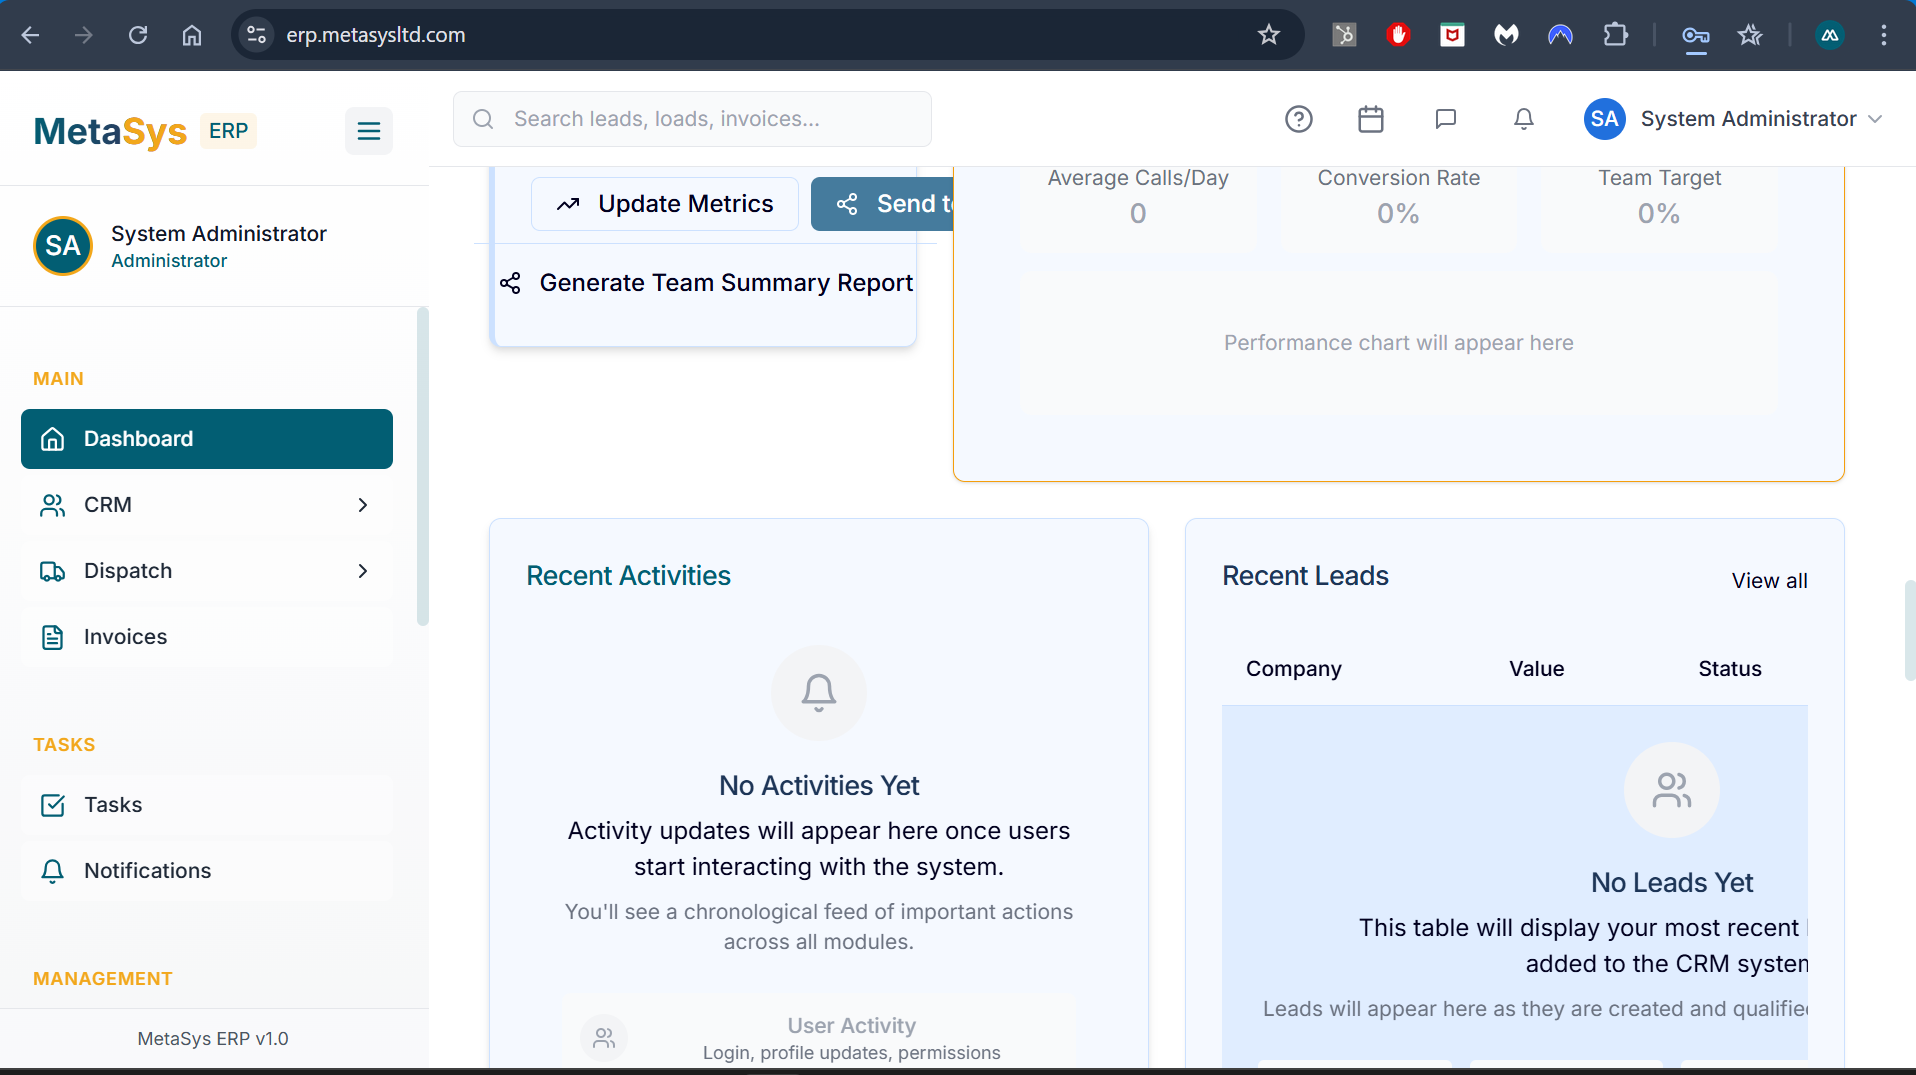 erp.metasysltd.com
MetaSys ERP
Search leads, loads, invoices...
SA System Administrator
SA
System Administrator
Administrator
MAIN
Dashboard
CRM
Dispatch
Invoices
TASKS
Tasks
Notifications
MANAGEMENT
MetaSys ERP v1.0
Update Metrics
Send t
Generate Team Summary Report
Average Calls/Day
0
Conversion Rate
0%
Team Target
0%
Performance chart will appear here
Recent Activities
No Activities Yet
Activity updates will appear here once users
start interacting with the system.
You'll see a chronological feed of important actions
across all modules.
User Activity
Login, profile updates, permissions
Recent Leads
View all
Company Value Status
No Leads Yet
This table will display your most recent
added to the CRM system
Leads will appear here as they are created and qualified